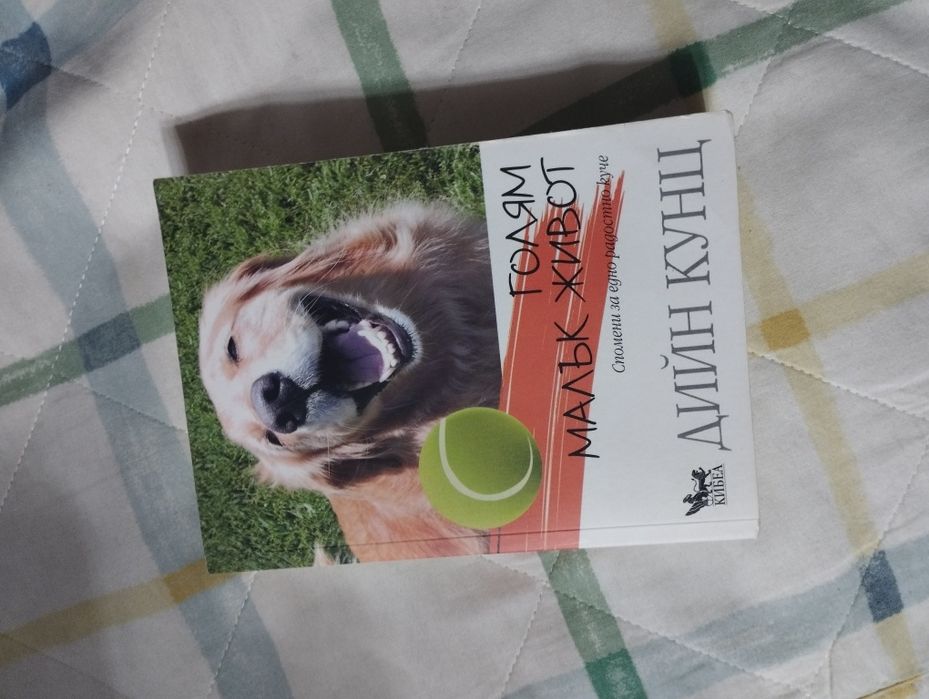 ГОЛЯМ
МАЛЪК ЖИВОТ
Спомени за едно радостно куче
ДИЙН КУНЦ
КИБЕА